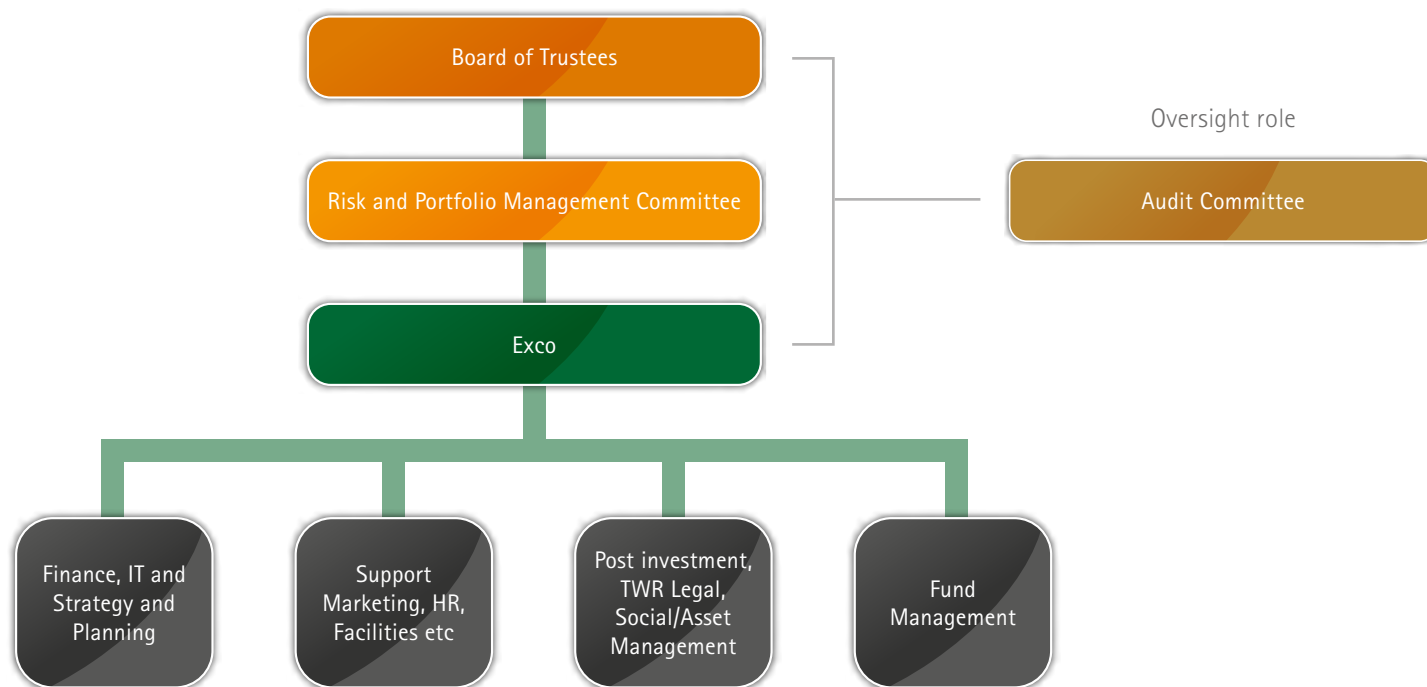 Board of Trustees
Oversight role
Risk and Portfolio Management Committee
Audit Committee
Exco
Finance, IT and
Strategy and
Planning
Support
Marketing, HR,
Facilities etc
Post investment,
TWR Legal,
Social/Asset
Management
Fund
Management